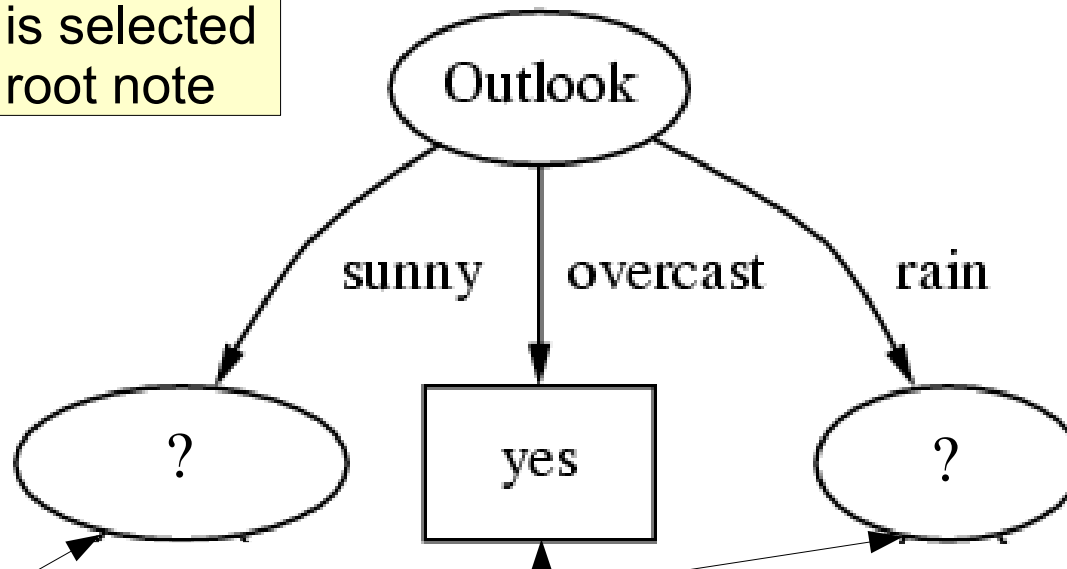 is selected
root note
Outlook
sunny overcast rain
? yes ?